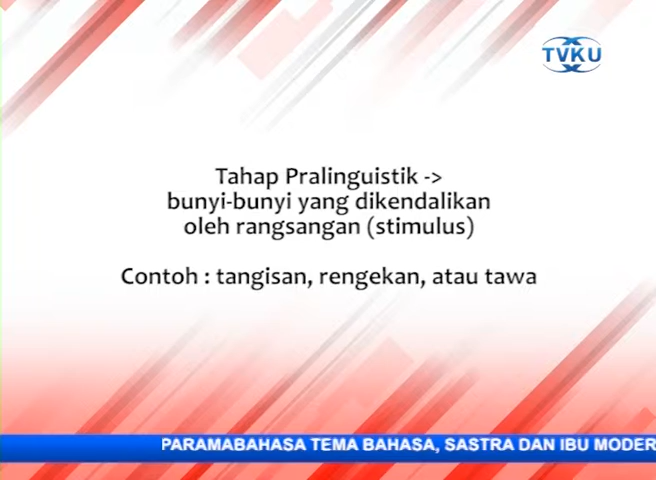 TVKU
Tahap Pralinguistik ->
bunyi-bunyi yang dikendalikan
oleh rangsangan (stimulus)
Contoh : tangisan, rengekan, atau tawa
PARAMABAHASA TEMA BAHASA, SASTRA DAN IBU MODER